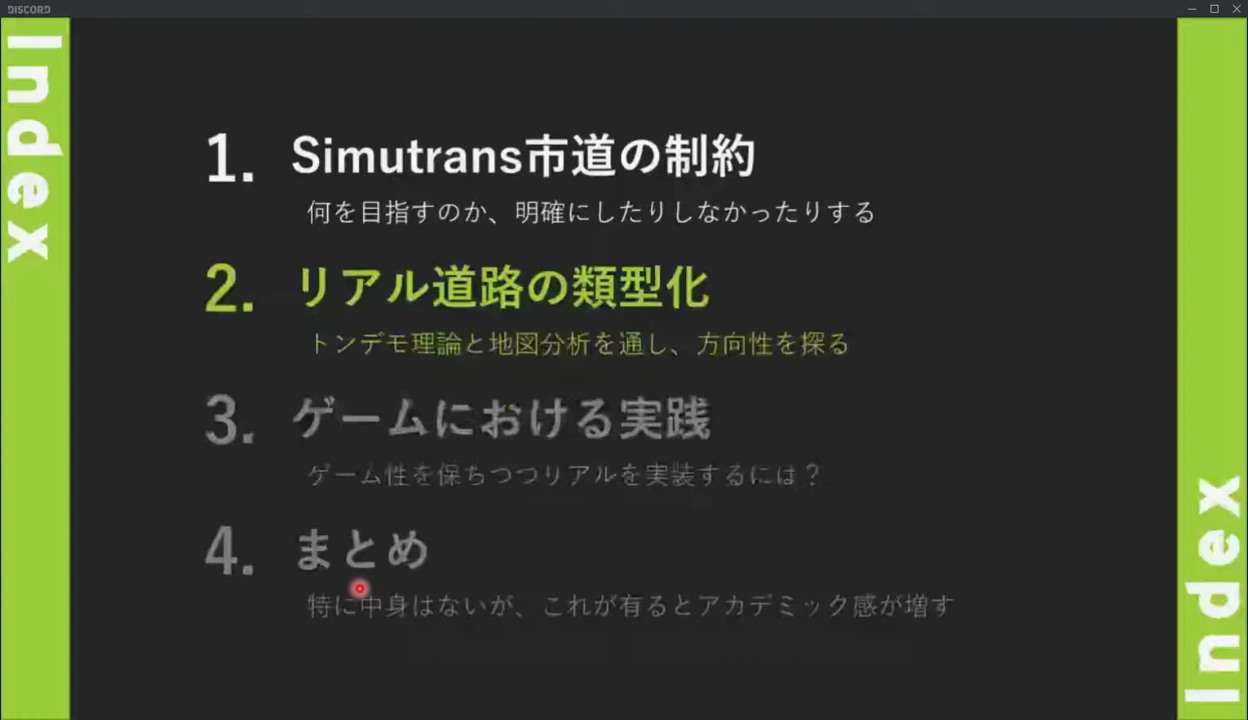 DISCORD
Index
1. Simutrans市道の制約
何を目指すのか、明確にしたりしなかったりする
2. リアル道路の類型化
トンデモ理論と地図分析を通し、方向性を探る
3. ゲームにおける実践
ゲーム性を保ちつつリアルを実装するには？
4. まとめ
特に中身はないが、これが有るとアカデミック感が増す
Index